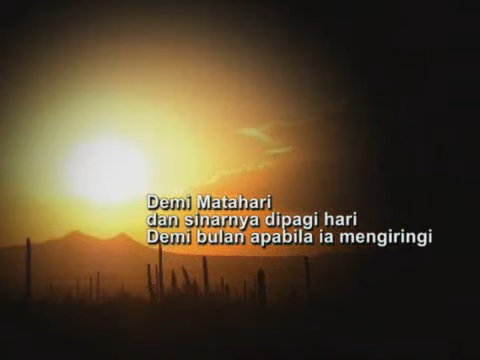 Demi Matahari
dan sinarnya dipagi hari
Demi bulan apabila ia mengiringi